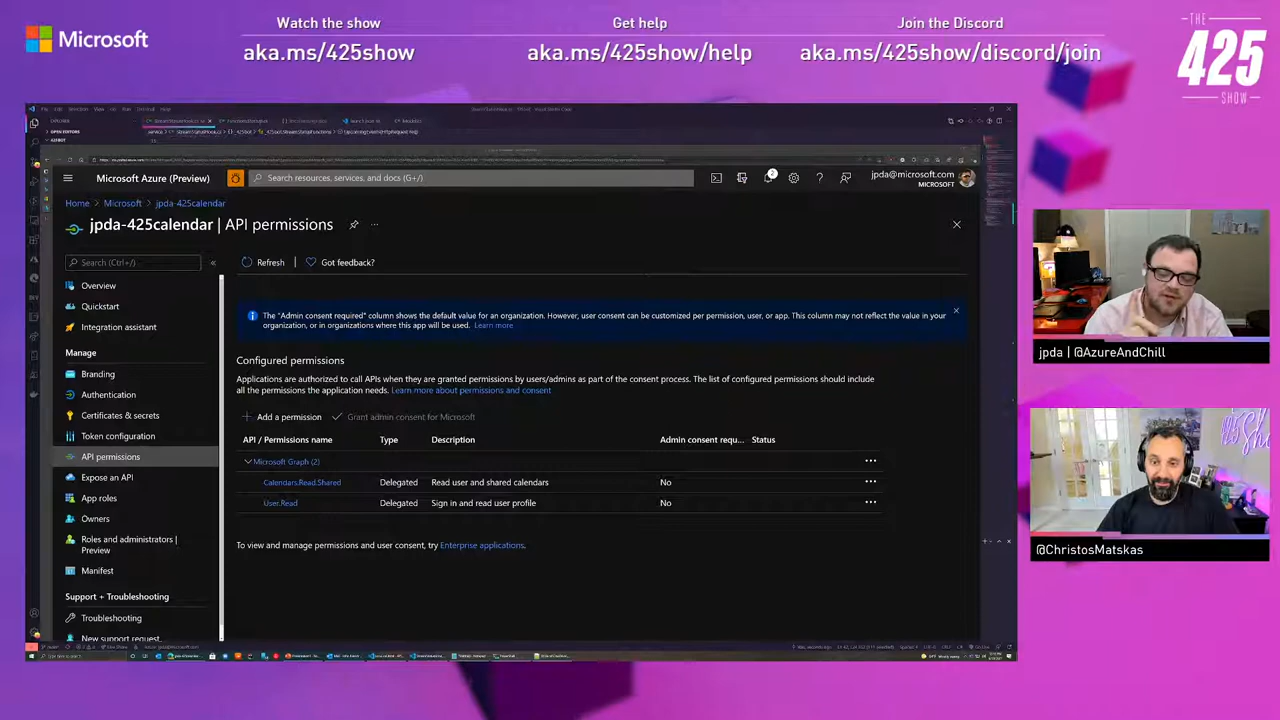 Microsoft
Watch the show
aka.ms/425show
Get help
aka.ms/425show/help
Join the Discord
aka.ms/425show/discord/join
THE
425
SHOW
Microsoft Azure (Preview)
Search resources, services, and docs (G+/)
2
jpda@microsoft.com
MICROSOFT
Home
Microsoft
jpda-425calendar
jpda-425calendar | API permissions
Search (Ctrl+/)
Overview
Quickstart
Integration assistant
Manage
Branding
Authentication
Certificates & secrets
Token configuration
API permissions
Expose an API
App roles
Owners
Roles and administrators |
Preview
Manifest
Support + Troubleshooting
Troubleshooting
New support request
Refresh
Got feedback?
The "Admin consent required" column shows the default value for an organization. However, user consent can be customized per permission, user, or app. This column may not reflect the value in your
organization, or in organizations where this app will be used. Learn more
Configured permissions
Applications are authorized to call APIs when they are granted permissions by users/admins as part of the consent process. The list of configured permissions should include
all the permissions the application needs. Learn more about permissions and consent
Add a permission
Grant admin consent for Microsoft
API / Permissions name Type Description Admin consent requ... Status
Microsoft Graph (2)
Calendars.Read.Shared Delegated Read user and shared calendars No
User.Read Delegated Sign in and read user profile No
To view and manage permissions and user consent, try Enterprise applications.
jpda | @AzureAndChill
@ChristosMatskas